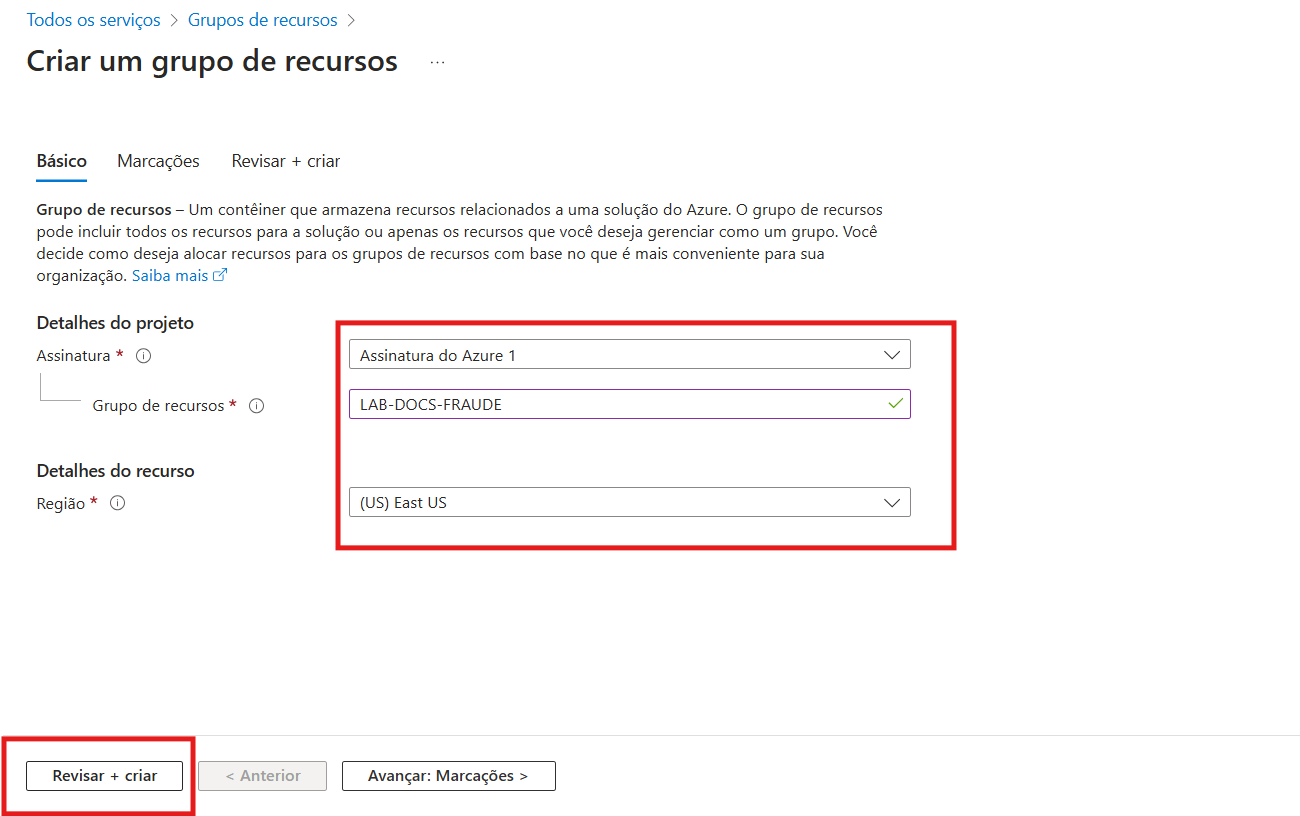 Todos os serviços > Grupos de recursos >
Criar um grupo de recursos ...
Básico Marcações Revisar + criar
Grupo de recursos – Um contêiner que armazena recursos relacionados a uma solução do Azure. O grupo de recursos
pode incluir todos os recursos para a solução ou apenas os recursos que você deseja gerenciar como um grupo. Você
decide como deseja alocar recursos para os grupos de recursos com base no que é mais conveniente para sua
organização. Saiba mais
Detalhes do projeto
Assinatura * Assinatura do Azure 1
Grupo de recursos * LAB-DOCS-FRAUDE
Detalhes do recurso
Região * (US) East US
Revisar + criar < Anterior Avançar: Marcações >